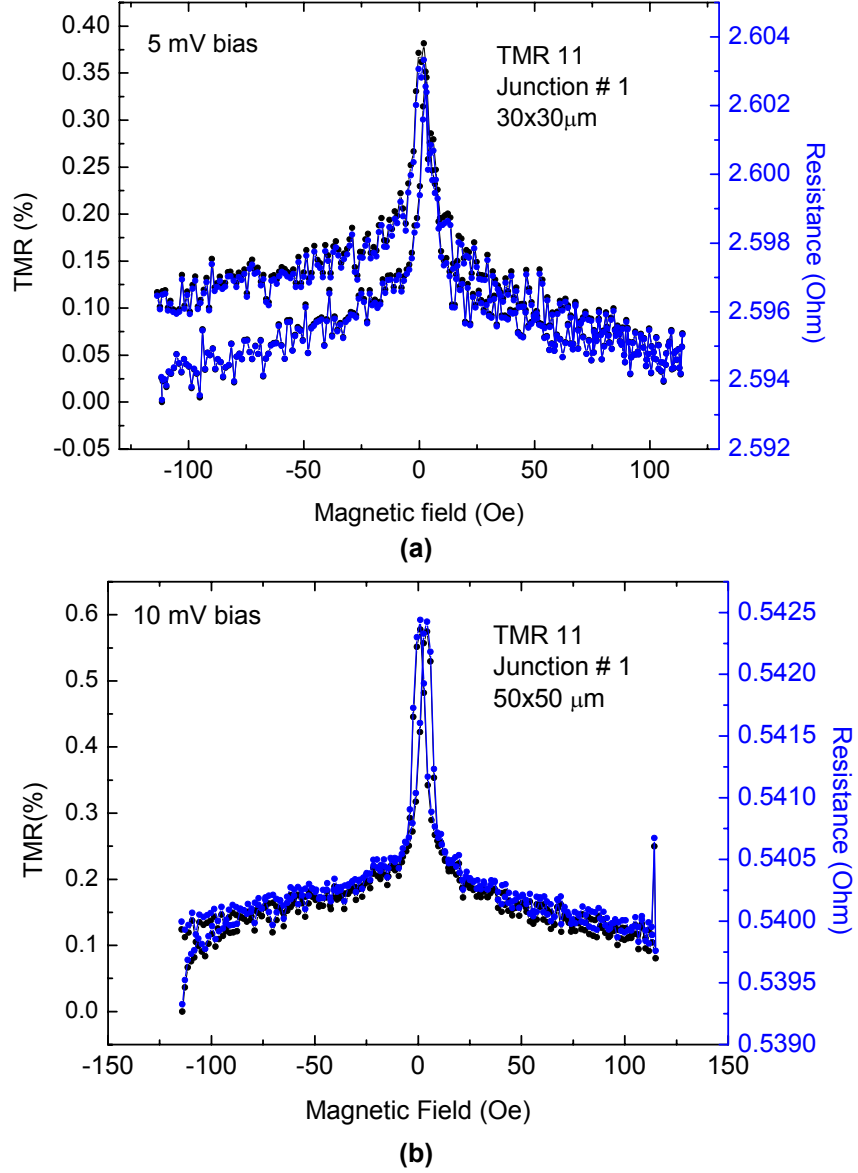 5 mV bias
TMR 11
Junction # 1
30x30μm
0.40
0.35
0.30
0.25
0.20
0.15
0.10
0.05
0.00
-0.05
TMR (%)
2.604
2.602
2.600
2.598
2.596
2.594
2.592
Resistance (Ohm)
-100
-50
0
50
100
Magnetic field (Oe)
(a)
10 mV bias
TMR 11
Junction # 1
50x50 μm
0.6
0.5
0.4
0.3
0.2
0.1
0.0
TMR(%)
0.5425
0.5420
0.5415
0.5410
0.5405
0.5400
0.5395
0.5390
Resistance (Ohm)
-150
-100
-50
0
50
100
150
Magnetic Field (Oe)
(b)